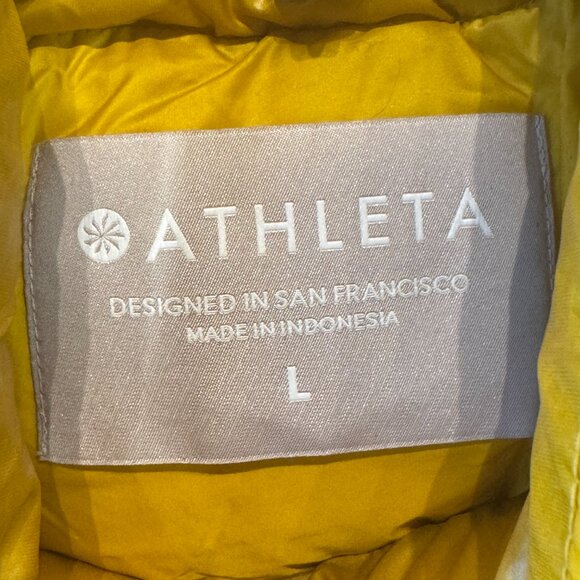 ATHLETA
DESIGNED IN SAN FRANCISCO
MADE IN INDONESIA
L